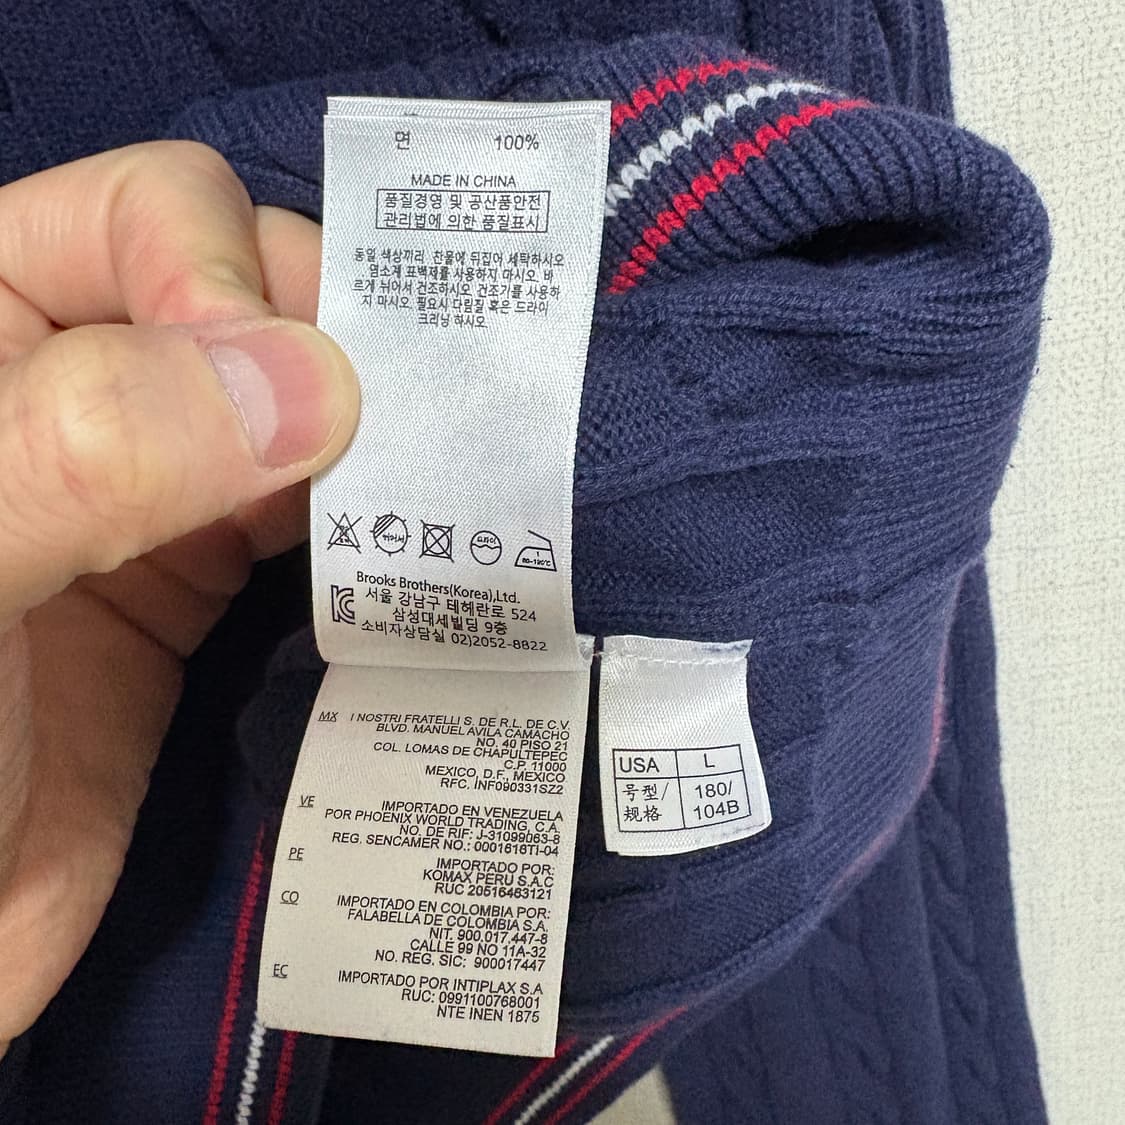 면 100%
MADE IN CHINA
품질경영 및 공산품안전
관리법에 의한 품질표시
동일 색상끼리 찬물에 뒤집어 세탁하시오
염소계 표백제를 사용하지 마시오. 바
르게 뉘어서 건조하시오. 건조기를 사용하
지 마시오. 필요시 다림질 혹은 드라이
크리닝 하시오.
뉘어서
드라이
1
80~120℃
Brooks Brothers(Korea),Ltd.
서울 강남구 테헤란로 524
삼성대세빌딩 9층
소비자상담실 02)2052-8822
MX I NOSTRI FRATELLI S. DE R.L. DE C.V.
BLVD. MANUEL AVILA CAMACHO
NO. 40 PISO 21
COL. LOMAS DE CHAPULTEPEC
C.P. 11000
MEXICO, D.F., MEXICO
RFC. INF090331SZ2
VE IMPORTADO EN VENEZUELA
POR PHOENIX WORLD TRADING, C.A.
NO. DE RIF: J-31099063-8
REG. SENCAMER NO.: 0001616TI-04
PE IMPORTADO POR:
KOMAX PERU S.A.C
RUC 20516463121
CO IMPORTADO EN COLOMBIA POR:
FALABELLA DE COLOMBIA S.A.
NIT. 900.017.447-8
CALLE 99 NO 11A-32
NO. REG. SIC: 900017447
EC IMPORTADO POR INTIPLAX S.A
RUC: 0991100768001
NTE INEN 1875
USA L
号型/ 180/
规格 104B